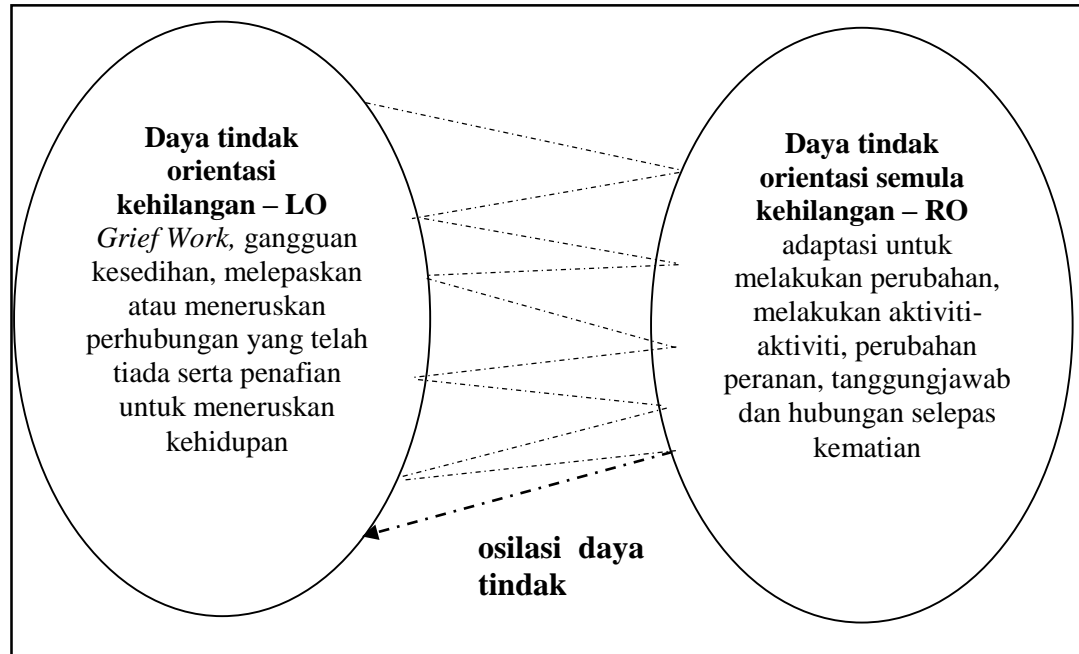 Daya tindak
orientasi
kehilangan – LO
Grief Work, gangguan
kesedihan, melepaskan
atau meneruskan
perhubungan yang telah
tiada serta penafian
untuk meneruskan
kehidupan
Daya tindak
orientasi semula
kehilangan – RO
adaptasi untuk
melakukan perubahan,
melakukan aktiviti-
aktiviti, perubahan
peranan, tanggungjawab
dan hubungan selepas
kematian
osilasi daya
tindak